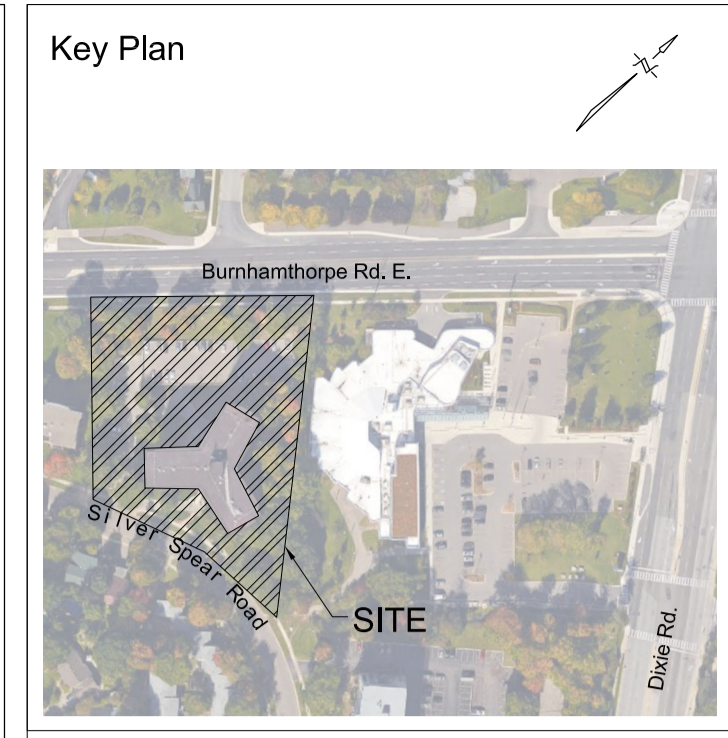 Key Plan
N
Burnhamthorpe Rd. E.
Silver Spear Road
SITE
Dixie Rd.